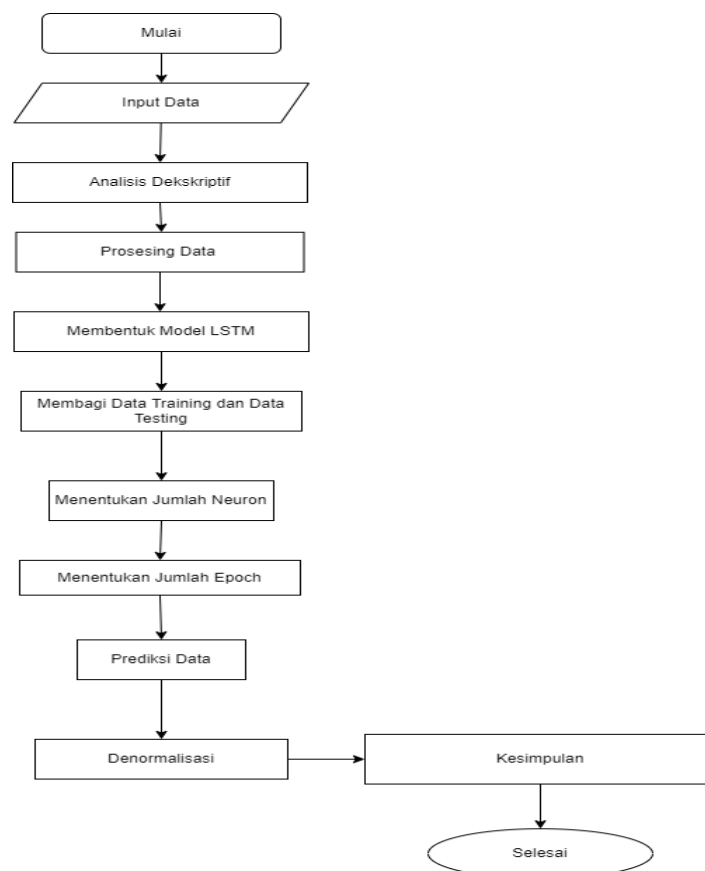 Mulai
Input Data
Analisis Dekskriptif
Prosesing Data
Membentuk Model LSTM
Membagi Data Training dan Data
Testing
Menentukan Jumlah Neuron
Menentukan Jumlah Epoch
Prediksi Data
Denormalisasi
Kesimpulan
Selesai